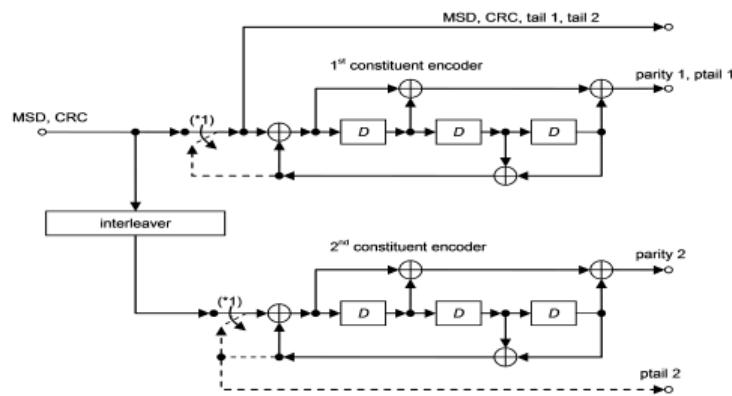 MSD, CRC, tail 1, tail 2
1st constituent encoder
parity 1, ptail 1
MSD, CRC
(*1)
D
D
D
interleaver
2nd constituent encoder
parity 2
(*1)
D
D
D
ptail 2